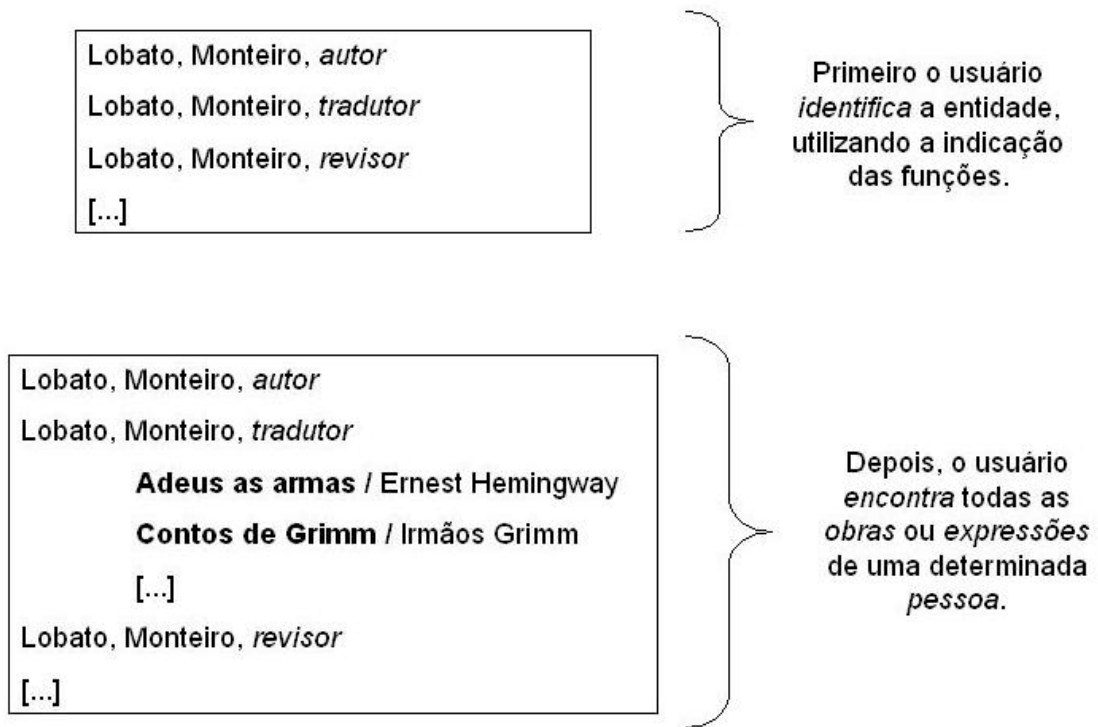 Lobato, Monteiro, autor
Lobato, Monteiro, tradutor
Lobato, Monteiro, revisor
[...]
Primeiro o usuário
identifica a entidade,
utilizando a indicação
das funções.
Lobato, Monteiro, autor
Lobato, Monteiro, tradutor
Adeus as armas / Ernest Hemingway
Contos de Grimm / Irmãos Grimm
[...]
Lobato, Monteiro, revisor
[...]
Depois, o usuário
encontra todas as
obras ou expressões
de uma determinada
pessoa.